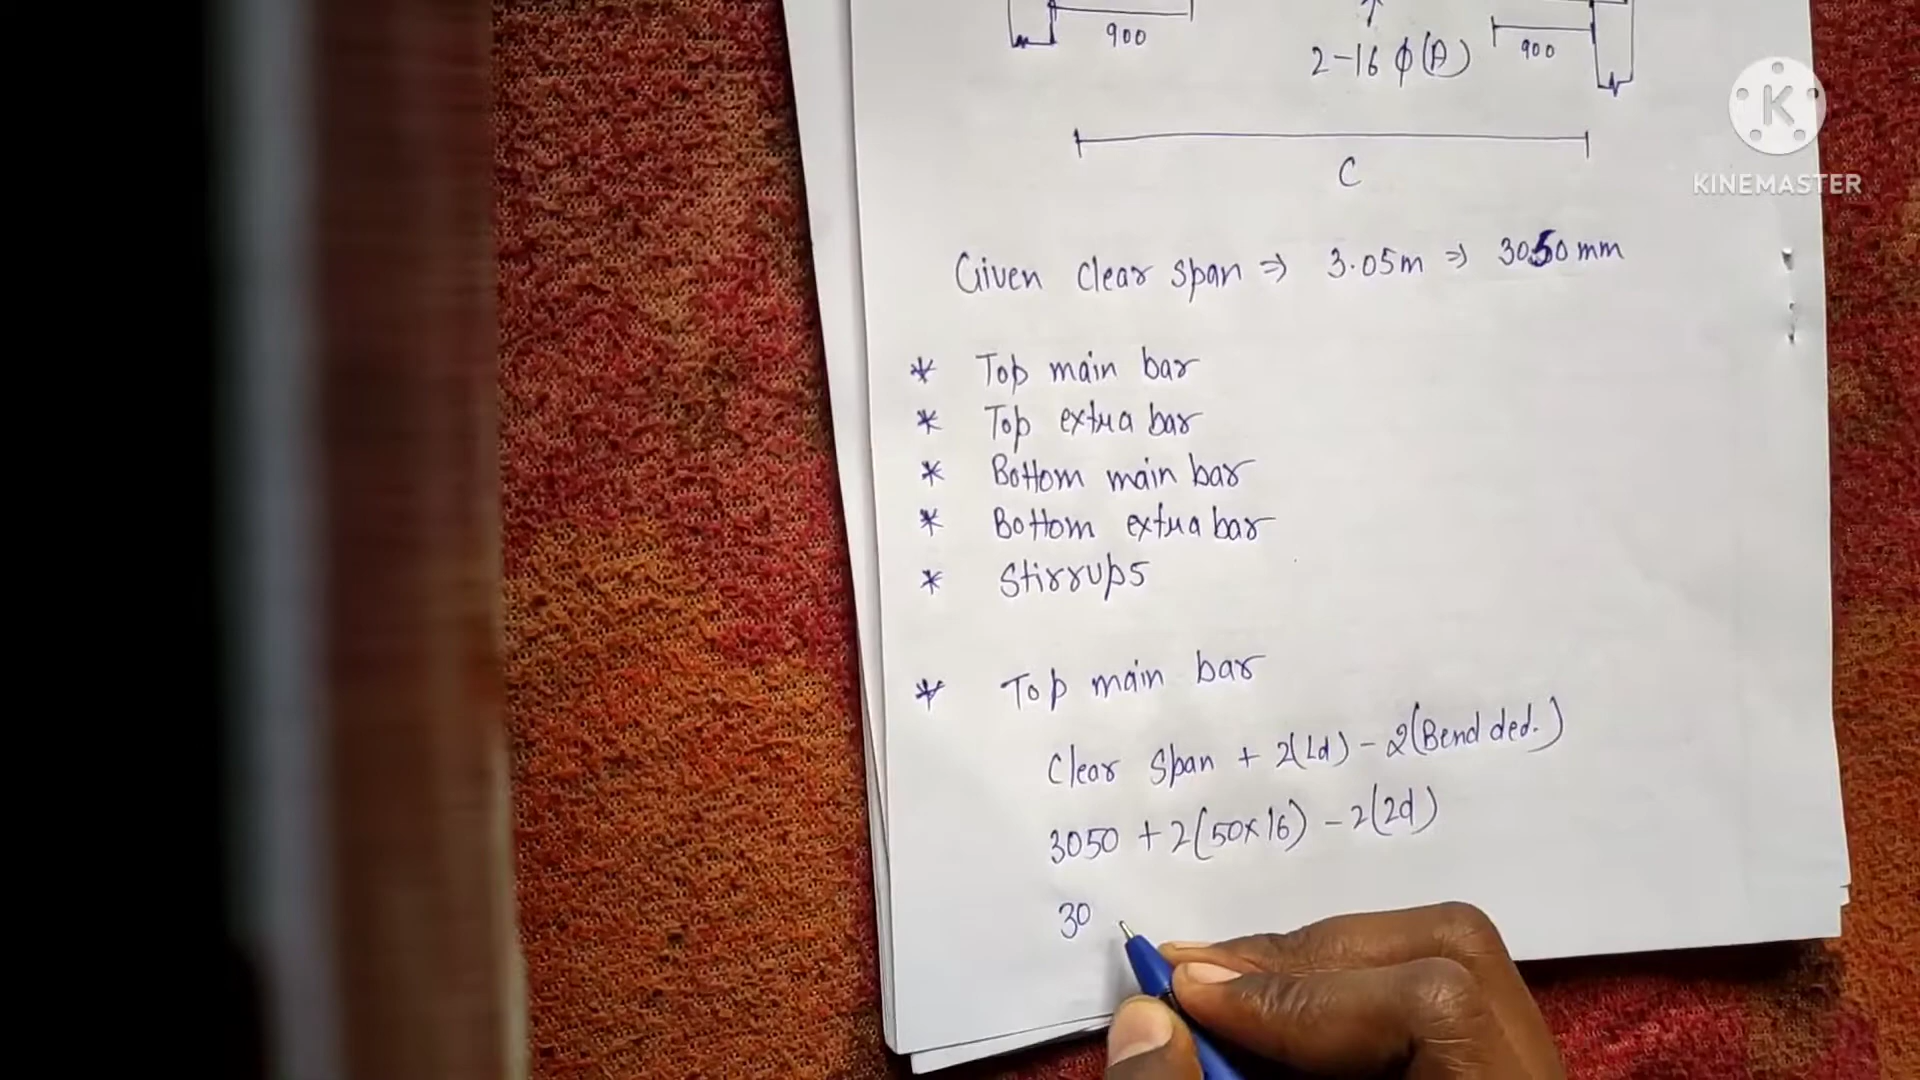 900
2-16 ϕ(A)
900
K
KINEMASTER
C
Given clear span ⇒ 3.05m ⇒ 3050 mm
* Top main bar
* Top extra bar
* Bottom main bar
* Bottom extra bar
* Stirrups
* Top main bar
Clear Span + 2(Ld) - 2(Bend ded.)
3050 + 2(50×16) - 2(2d)
30